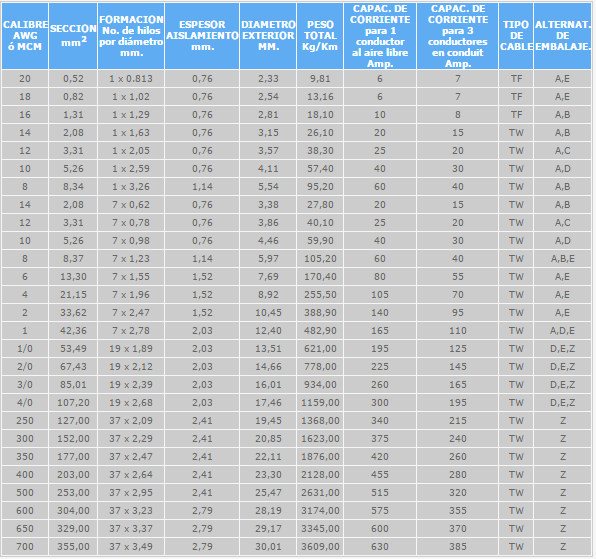 CALIBRE AWG ó MCM | SECCIÓN mm2 | FORMACIÓN No. de hilos por diámetro mm. | ESPESOR AISLAMIENTO mm. | DIAMETRO EXTERIOR MM. | PESO TOTAL Kg/Km | CAPAC. DE CORRIENTE para 1 conductor al aire libre Amp. | CAPAC. DE CORRIENTE para 3 conductores en conduit Amp. | TIPO DE CABLE | ALTERNAT. DE EMBALAJE.
20 | 0,52 | 1 x 0.813 | 0,76 | 2,33 | 9,81 | 6 | 7 | TF | A,E
18 | 0,82 | 1 x 1,02 | 0,76 | 2,54 | 13,16 | 6 | 7 | TF | A,E
16 | 1,31 | 1 x 1,29 | 0,76 | 2,81 | 18,10 | 10 | 8 | TF | A,B
14 | 2,08 | 1 x 1,63 | 0,76 | 3,15 | 26,10 | 20 | 15 | TW | A,B
12 | 3,31 | 1 x 2,05 | 0,76 | 3,57 | 38,30 | 25 | 20 | TW | A,C
10 | 5,26 | 1 x 2,59 | 0,76 | 4,11 | 57,40 | 40 | 30 | TW | A,D
8 | 8,34 | 1 x 3,26 | 1,14 | 5,54 | 95,20 | 60 | 40 | TW | A,B
14 | 2,08 | 7 x 0,62 | 0,76 | 3,38 | 27,80 | 20 | 15 | TW | A,B
12 | 3,31 | 7 x 0,78 | 0,76 | 3,86 | 40,10 | 25 | 20 | TW | A,C
10 | 5,26 | 7 x 0,98 | 0,76 | 4,46 | 59,90 | 40 | 30 | TW | A,D
8 | 8,37 | 7 x 1,23 | 1,14 | 5,97 | 105,20 | 60 | 40 | TW | A,B,E
6 | 13,30 | 7 x 1,55 | 1,52 | 7,69 | 170,40 | 80 | 55 | TW | A,E
4 | 21,15 | 7 x 1,96 | 1,52 | 8,92 | 255,50 | 105 | 70 | TW | A,E
2 | 33,62 | 7 x 2,47 | 1,52 | 10,45 | 388,90 | 140 | 95 | TW | A,E
1 | 42,36 | 7 x 2,78 | 2,03 | 12,40 | 482,90 | 165 | 110 | TW | A,D,E
1/0 | 53,49 | 19 x 1,89 | 2,03 | 13,51 | 621,00 | 195 | 125 | TW | D,E,Z
2/0 | 67,43 | 19 x 2,12 | 2,03 | 14,66 | 778,00 | 225 | 145 | TW | D,E,Z
3/0 | 85,01 | 19 x 2,39 | 2,03 | 16,01 | 934,00 | 260 | 165 | TW | D,E,Z
4/0 | 107,20 | 19 x 2,68 | 2,03 | 17,46 | 1159,00 | 300 | 195 | TW | D,E,Z
250 | 127,00 | 37 x 2,09 | 2,41 | 19,45 | 1368,00 | 340 | 215 | TW | Z
300 | 152,00 | 37 x 2,29 | 2,41 | 20,85 | 1623,00 | 375 | 240 | TW | Z
350 | 177,00 | 37 x 2,47 | 2,41 | 22,11 | 1876,00 | 420 | 260 | TW | Z
400 | 203,00 | 37 x 2,64 | 2,41 | 23,30 | 2128,00 | 455 | 280 | TW | Z
500 | 253,00 | 37 x 2,95 | 2,41 | 25,47 | 2631,00 | 515 | 320 | TW | Z
600 | 304,00 | 37 x 3,23 | 2,79 | 28,19 | 3174,00 | 575 | 355 | TW | Z
650 | 329,00 | 37 x 3,37 | 2,79 | 29,17 | 3345,00 | 600 | 370 | TW | Z
700 | 355,00 | 37 x 3,49 | 2,79 | 30,01 | 3609,00 | 630 | 385 | TW | Z